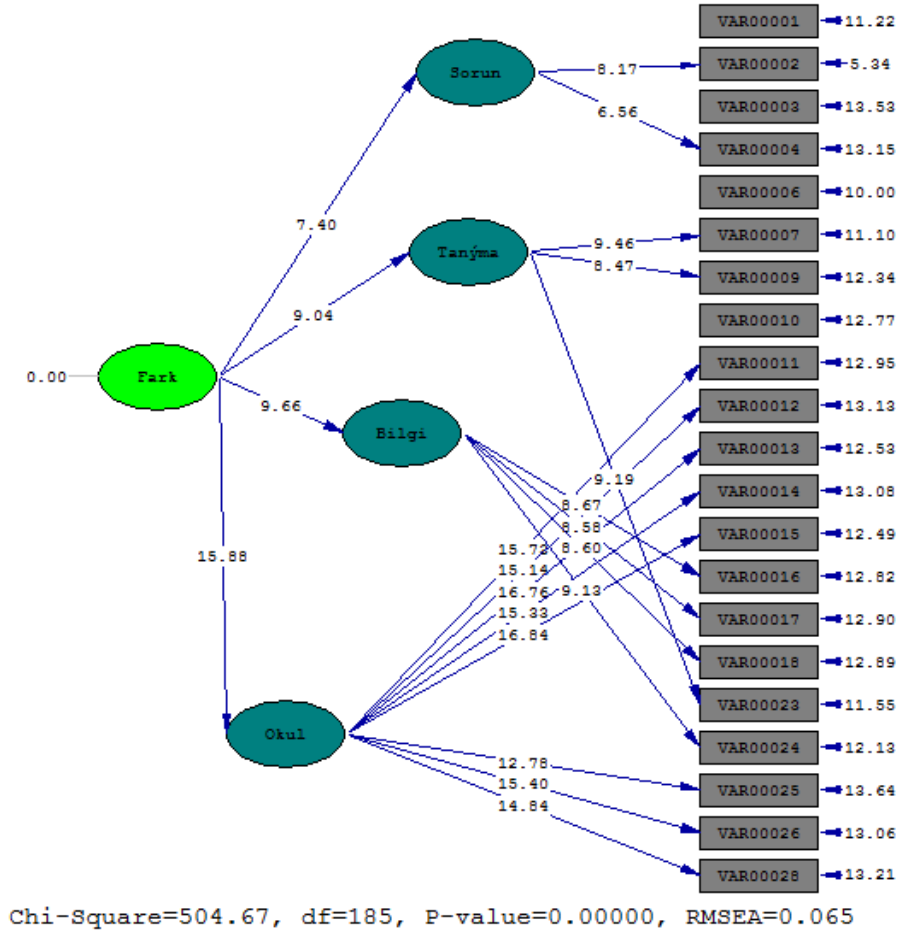 VAR00001 11.22
Sorun 8.17 VAR00002 5.34
VAR00003 13.53
6.56 VAR00004 13.15
VAR00006 10.00
7.40 9.46 VAR00007 11.10
Tanýma 8.47 VAR00009 12.34
9.04 VAR00010 12.77
0.00 Fark VAR00011 12.95
9.66 VAR00012 13.13
Bilgi VAR00013 12.53
9.19 VAR00014 13.08
8.67
8.58 VAR00015 12.49
15.88 15.72 8.60
15.14 VAR00016 12.82
16.76 9.13
15.33 VAR00017 12.90
16.84
VAR00018 12.89
VAR00023 11.55
Okul VAR00024 12.13
12.78 VAR00025 13.64
15.40
14.84 VAR00026 13.06
VAR00028 13.21
Chi-Square=504.67, df=185, P-value=0.00000, RMSEA=0.065